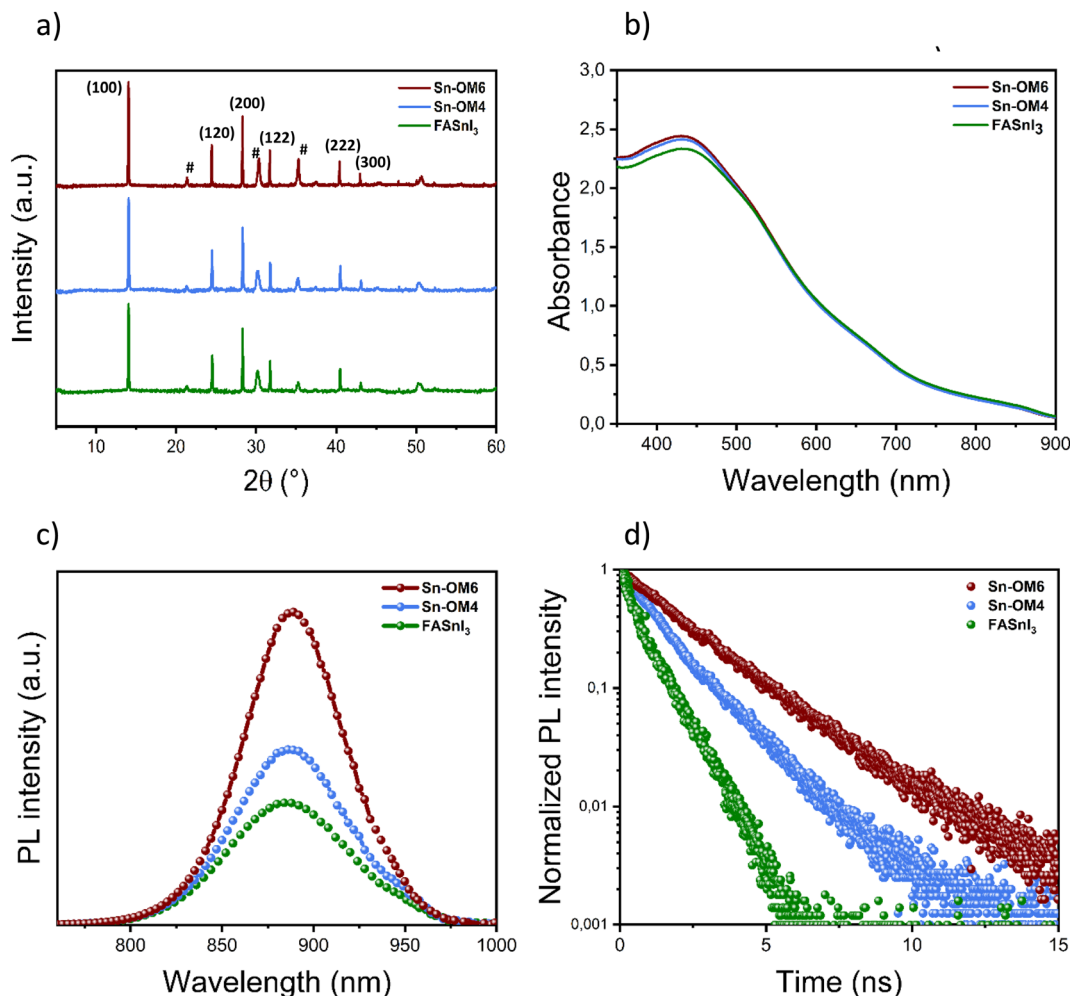 a)
Intensity (a.u.)
(100)
#
(120)
(200)
#
(122)
#
(222)
(300)
Sn-OM6
Sn-OM4
FASnI₃
10
20
30
40
50
60
2θ (°)
b)
Absorbance
3,0
2,5
2,0
1,5
1,0
0,5
0,0
Sn-OM6
Sn-OM4
FASnI3
400
500
600
700
800
900
Wavelength (nm)
c)
PL intensity (a.u.)
Sn-OM6
Sn-OM4
FASnI₃
800
850
900
950
1000
Wavelength (nm)
d)
Normalized PL intensity
1
0,1
0,01
0,001
Sn-OM6
Sn-OM4
FASnI₃
0
5
10
15
Time (ns)